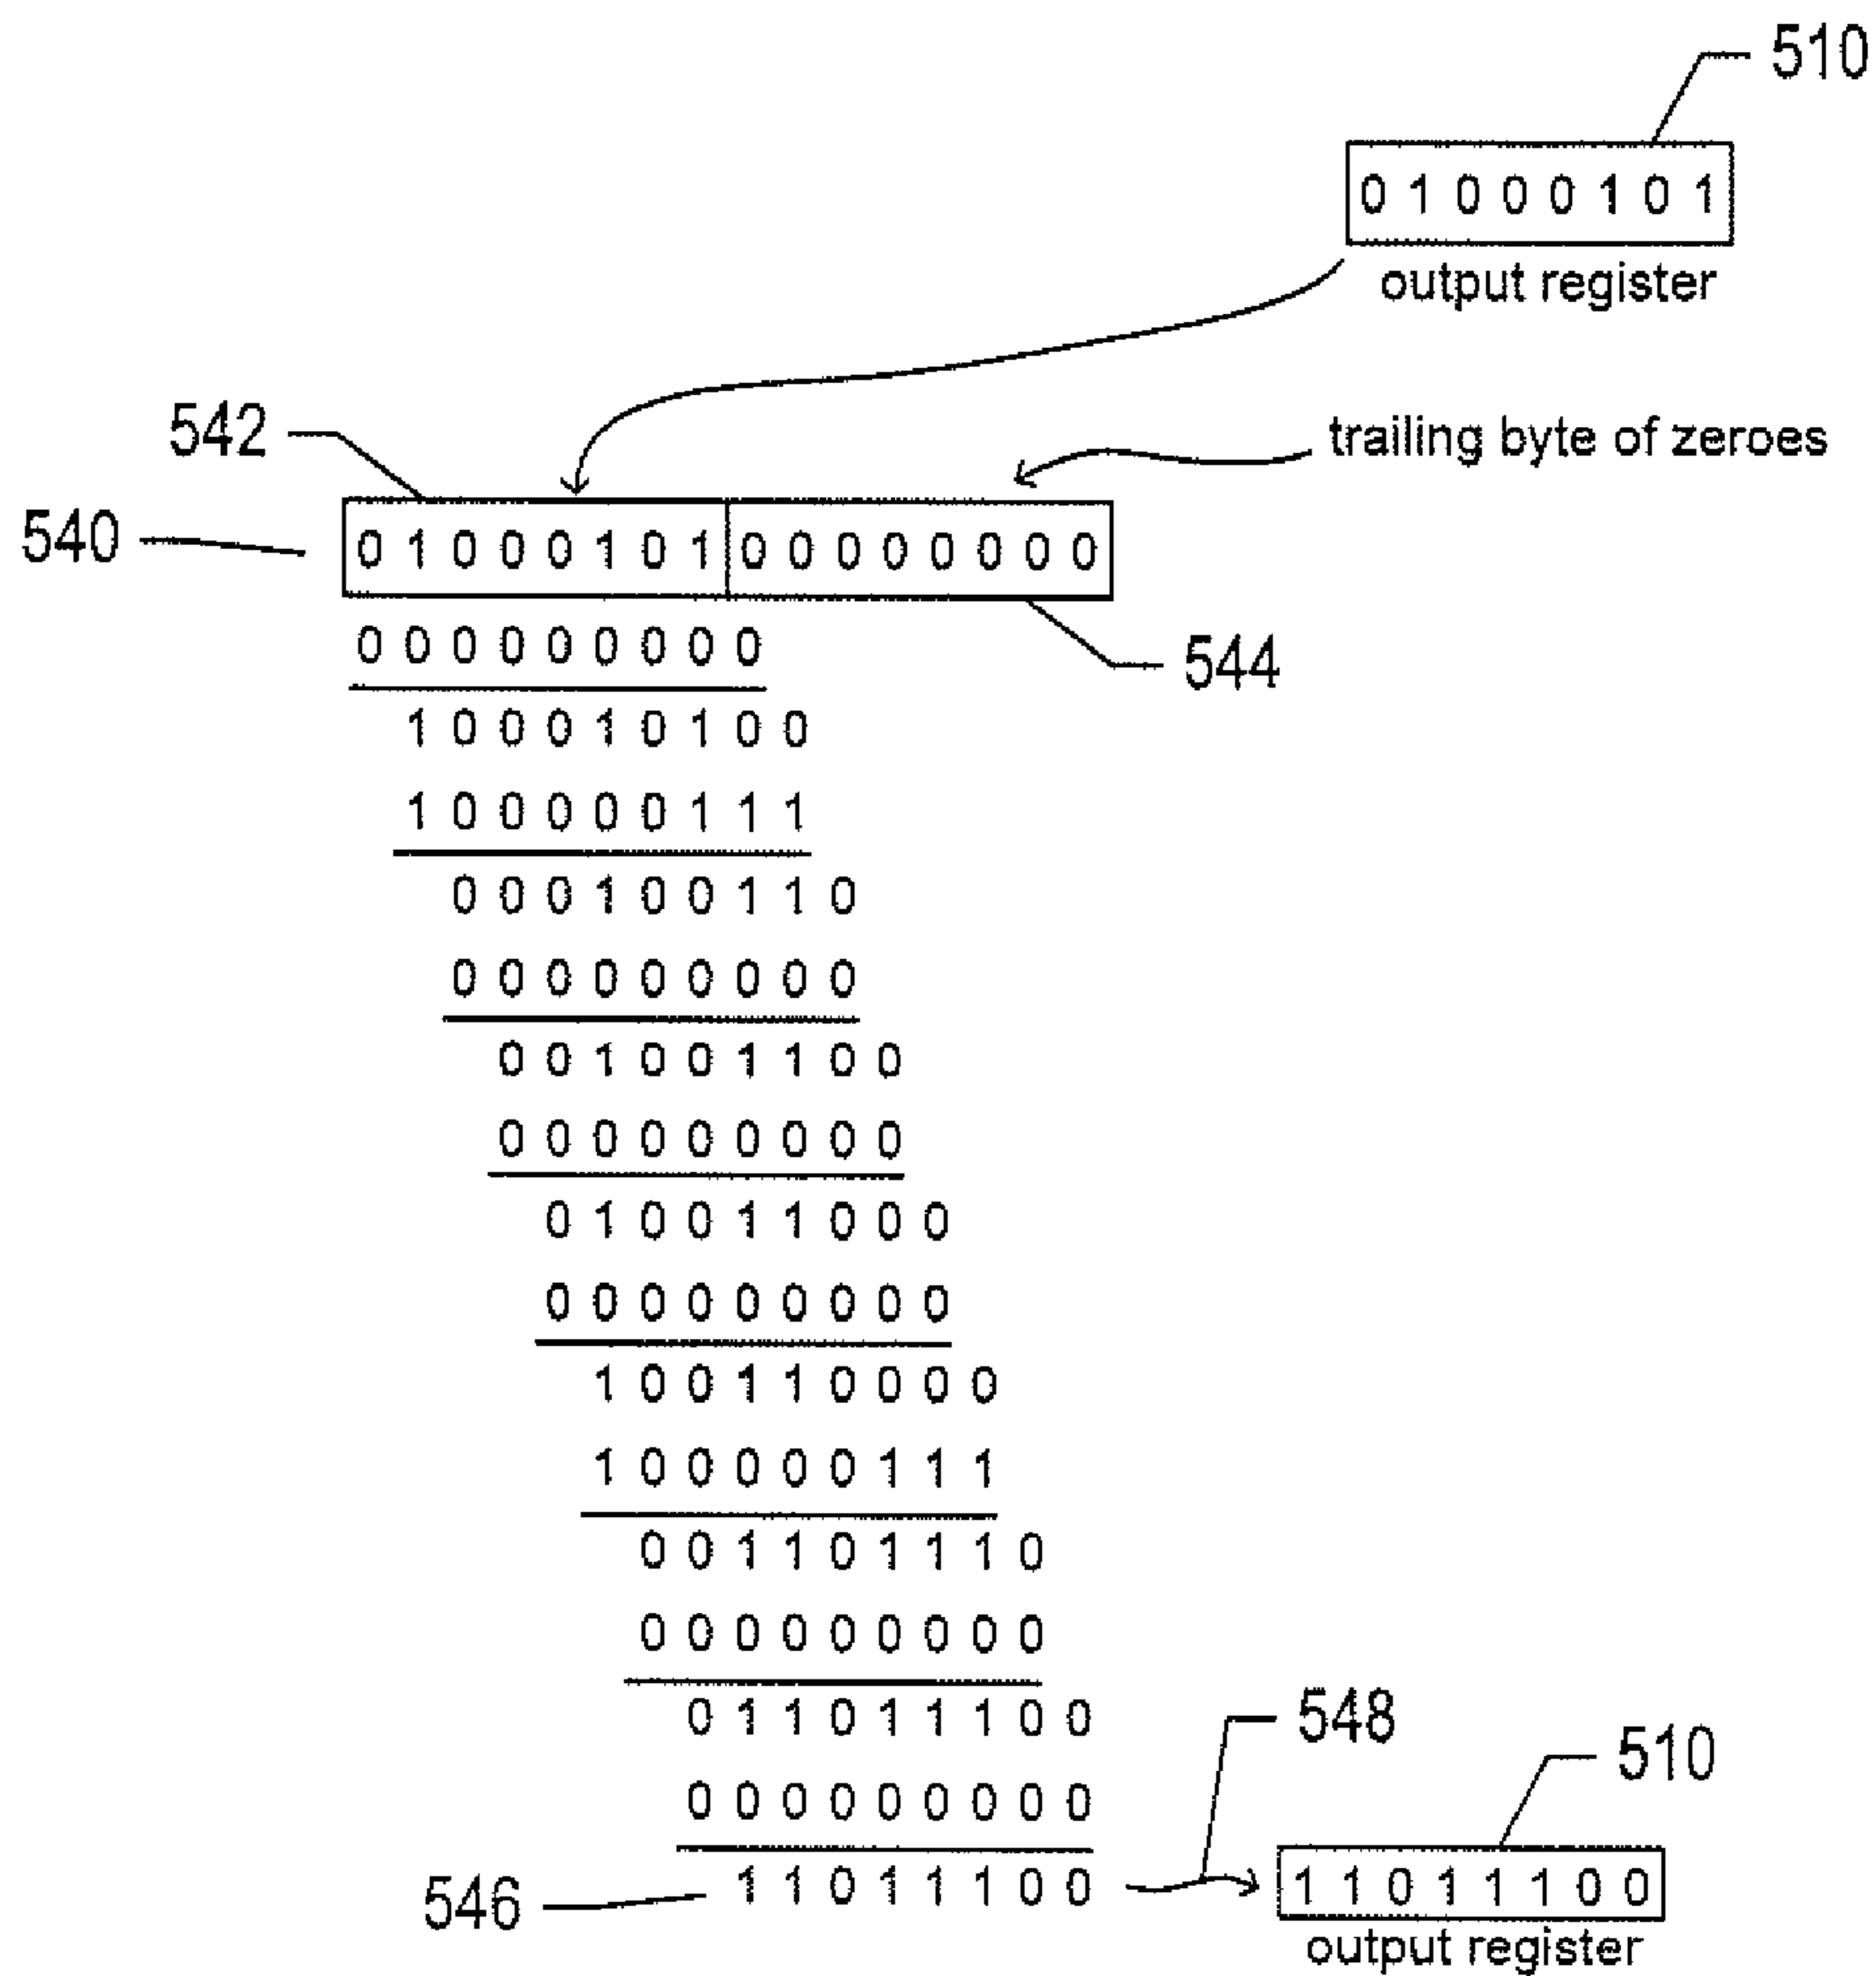 510
0 1 0 0 0 1 0 1
output register
542
trailing byte of zeroes
540
0 1 0 0 0 1 0 1 0 0 0 0 0 0 0 0
0 0 0 0 0 0 0 0 0
544
1 0 0 0 1 0 1 0 0
1 0 0 0 0 0 1 1 1
0 0 0 1 0 0 1 1 0
0 0 0 0 0 0 0 0 0
0 0 1 0 0 1 1 0 0
0 0 0 0 0 0 0 0 0
0 1 0 0 1 1 0 0 0
0 0 0 0 0 0 0 0 0
1 0 0 1 1 0 0 0 0
1 0 0 0 0 0 1 1 1
0 0 1 1 0 1 1 1 0
0 0 0 0 0 0 0 0 0
0 1 1 0 1 1 1 0 0
548
510
0 0 0 0 0 0 0 0 0
546
1 1 0 1 1 1 0 0
1 1 0 1 1 1 0 0
output register